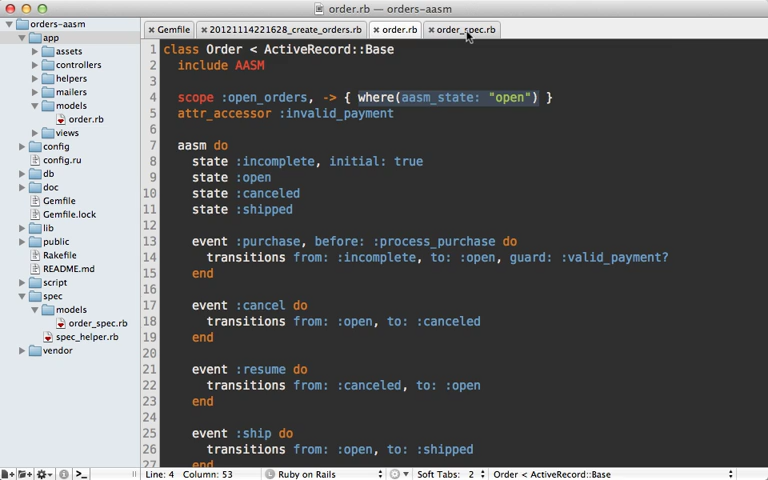 order.rb — orders-aasm
orders-aasm
app
assets
controllers
helpers
mailers
models
order.rb
views
config
config.ru
db
doc
Gemfile
Gemfile.lock
lib
public
Rakefile
README.md
script
spec
models
order_spec.rb
spec_helper.rb
vendor
Gemfile
20121114221628_create_orders.rb
order.rb
order_spec.rb
1 class Order < ActiveRecord::Base
2 include AASM
3
4 scope :open_orders, -> { where(aasm_state: "open") }
5 attr_accessor :invalid_payment
6
7 aasm do
8 state :incomplete, initial: true
9 state :open
10 state :canceled
11 state :shipped
12
13 event :purchase, before: :process_purchase do
14 transitions from: :incomplete, to: :open, guard: :valid_payment?
15 end
16
17 event :cancel do
18 transitions from: :open, to: :canceled
19 end
20
21 event :resume do
22 transitions from: :canceled, to: :open
23 end
24
25 event :ship do
26 transitions from: :open, to: :shipped
27 end
Line: 4 Column: 53
Ruby on Rails
Soft Tabs: 2
Order < ActiveRecord::Base